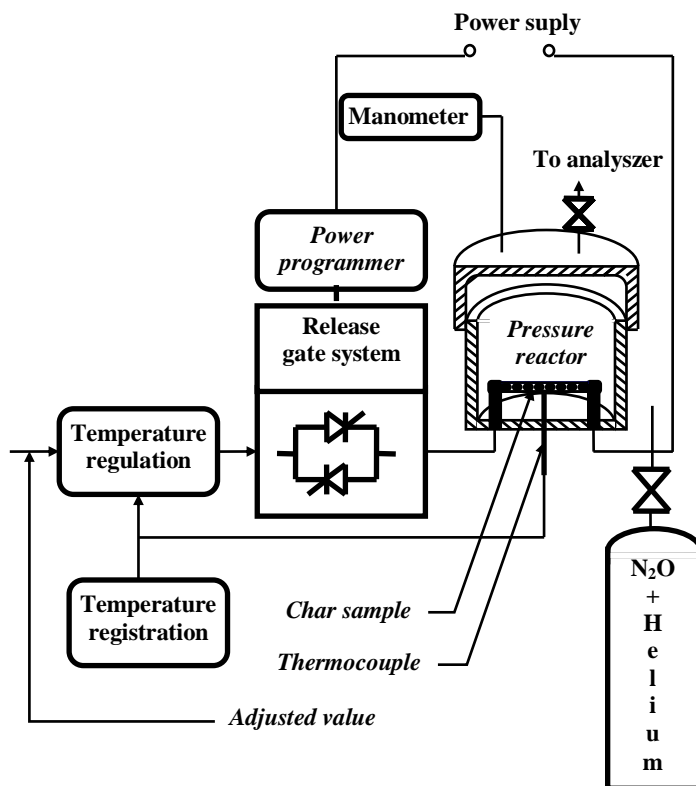 Power suply
Manometer
To analyszer
Power
programmer
Release
gate system
Pressure
reactor
Temperature
regulation
N₂O
+
H
e
l
i
u
m
Temperature
registration
Char sample
Thermocouple
Adjusted value